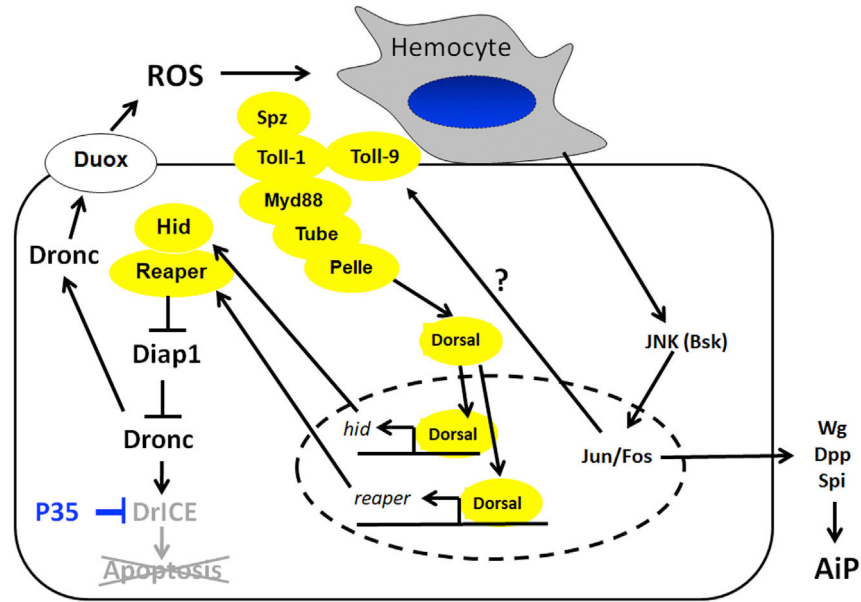 Hemocyte
ROS
Spz
Duox
Toll-1
Toll-9
Myd88
Hid
Tube
Dronc
Reaper
Pelle
?
Dorsal
Diap1
JNK (Bsk)
hid
Dorsal
Wg
Dronc
Jun/Fos
Dpp
Spi
reaper
Dorsal
P35
DrICE
Apoptosis
AiP